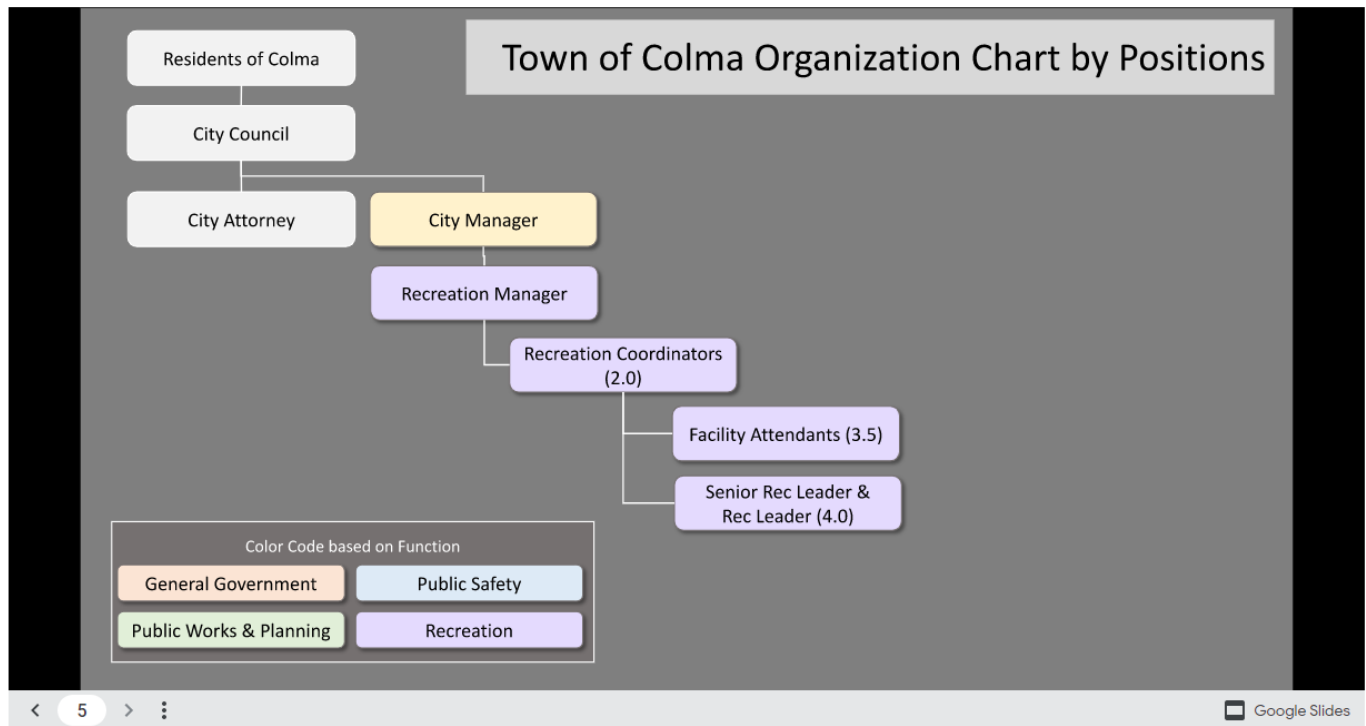 Town of Colma Organization Chart by Positions
Residents of Colma
City Council
City Attorney
City Manager
Recreation Manager
Recreation Coordinators
(2.0)
Facility Attendants (3.5)
Senior Rec Leader &
Rec Leader (4.0)
Color Code based on Function
General Government
Public Safety
Public Works & Planning
Recreation
5
Google Slides